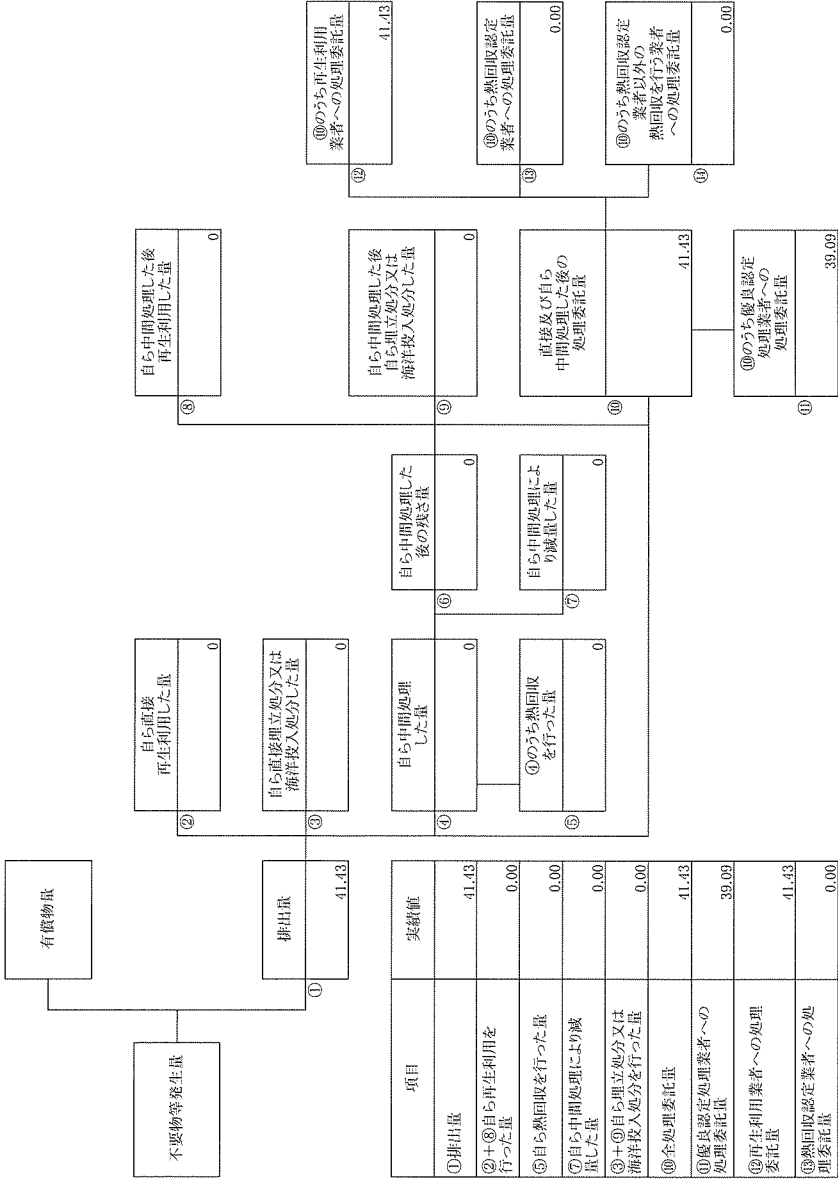 不要物等発生量
有償物量
排出量
①
41.43
自ら直接
再生利用した量
②
0
自ら直接埋立処分又は
海洋投入処分した量
③
0
自ら中間処理
した量
④
0
④のうち熱回収
を行った量
⑤
0
自ら中間処理した
後の残さ量
⑥
0
自ら中間処理によ
り減量した量
⑦
0
自ら中間処理した後
再生利用した量
⑧
0
自ら中間処理した後
自ら埋立処分又は
海洋投入処分した量
⑨
0
直接及び自ら
中間処理した後の
処理委託量
⑩
41.43
⑩のうち優良認定
処理業者への
処理委託量
⑪
39.09
⑩のうち再生利用
業者への処理委託量
⑫
41.43
⑩のうち熱回収認定
業者への処理委託量
⑬
0.00
⑩のうち熱回収認定
業者以外の
熱回収を行う業者
への処理委託量
⑭
0.00
項目 実績値
①排出量 41.43
②+⑧自ら再生利用を
行った量 0.00
⑤自ら熱回収を行った量 0.00
⑦自ら中間処理により減
量した量 0.00
③+⑨自ら埋立処分又は
海洋投入処分を行った量 0.00
⑩全処理委託量 41.43
⑪優良認定処理業者への
処理委託量 39.09
⑫再生利用業者への処理
委託量 41.43
⑬熱回収認定業者への処
理委託量 0.00